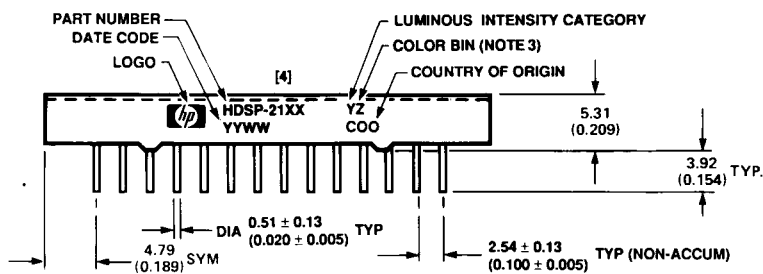 PART NUMBER
DATE CODE
LOGO
LUMINOUS INTENSITY CATEGORY
COLOR BIN (NOTE 3)
COUNTRY OF ORIGIN
[4]
hp
HDSP-21XX
YYWW
YZ
COO
5.31
(0.209)
3.92
(0.154) TYP.
4.79
(0.189) SYM
DIA 0.51 ± 0.13
(0.020 ± 0.005) TYP
2.54 ± 0.13
(0.100 ± 0.005) TYP (NON-ACCUM)